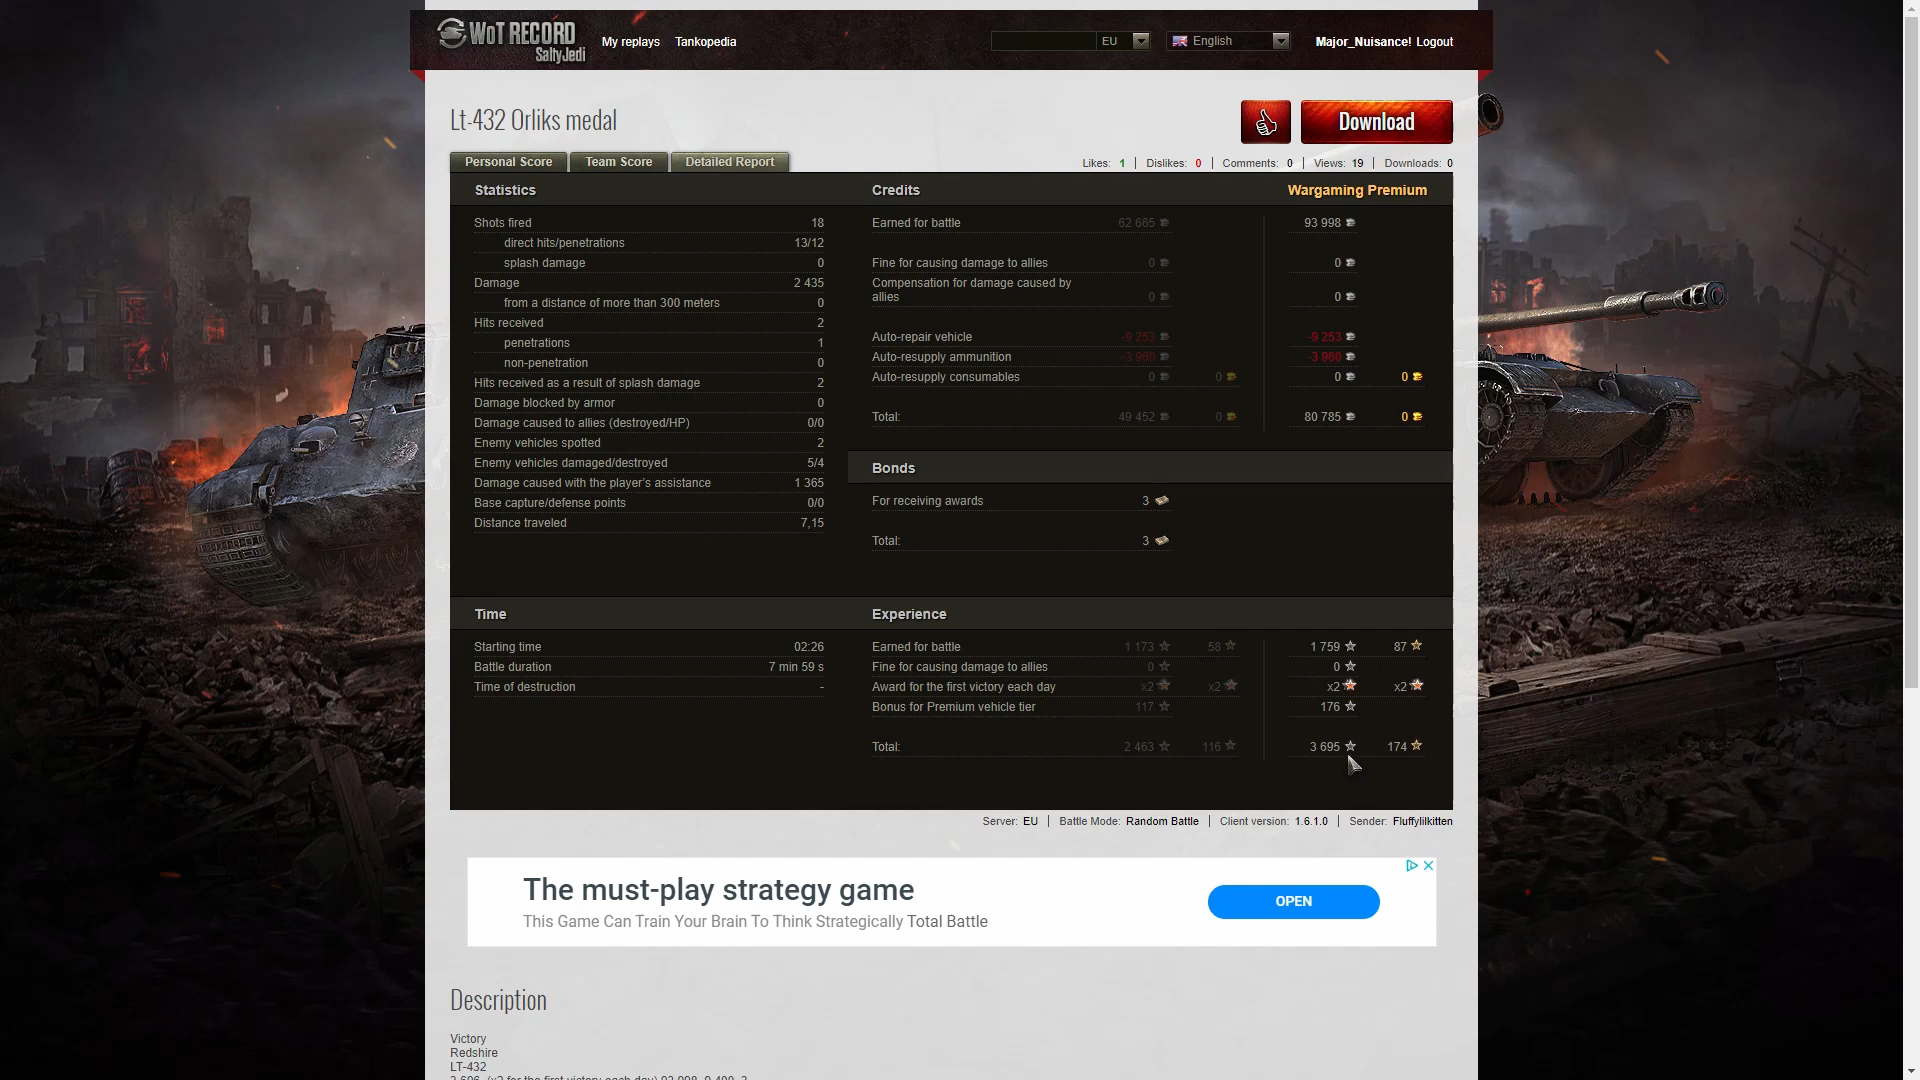 WoT RECORD
SaltyJedi
My replays Tankopedia
EU English Major_Nuisance! Logout
Lt-432 Orliks medal
Download
Personal Score Team Score Detailed Report
Likes: 1 | Dislikes: 0 | Comments: 0 | Views: 19 | Downloads: 0
Statistics
Shots fired 18
direct hits/penetrations 13/12
splash damage 0
Damage 2 435
from a distance of more than 300 meters 0
Hits received 2
penetrations 1
non-penetration 0
Hits received as a result of splash damage 2
Damage blocked by armor 0
Damage caused to allies (destroyed/HP) 0/0
Enemy vehicles spotted 2
Enemy vehicles damaged/destroyed 5/4
Damage caused with the player's assistance 1 365
Base capture/defense points 0/0
Distance traveled 7,15
Credits Wargaming Premium
Earned for battle 62 665 93 998
Fine for causing damage to allies 0 0
Compensation for damage caused by
allies 0 0
Auto-repair vehicle -9 253 -9 253
Auto-resupply ammunition -3 960 -3 960
Auto-resupply consumables 0 0 0 0
Total: 49 452 0 80 785 0
Bonds
For receiving awards 3
Total: 3
Time
Starting time 02:26
Battle duration 7 min 59 s
Time of destruction -
Experience
Earned for battle 1 173 58 1 759 87
Fine for causing damage to allies 0 0
Award for the first victory each day x2 x2 x2 x2
Bonus for Premium vehicle tier 117 176
Total: 2 463 116 3 695 174
Server: EU | Battle Mode: Random Battle | Client version: 1.6.1.0 | Sender: Fluffylilkitten
The must-play strategy game
This Game Can Train Your Brain To Think Strategically Total Battle
OPEN
Description
Victory
Redshire
LT-432